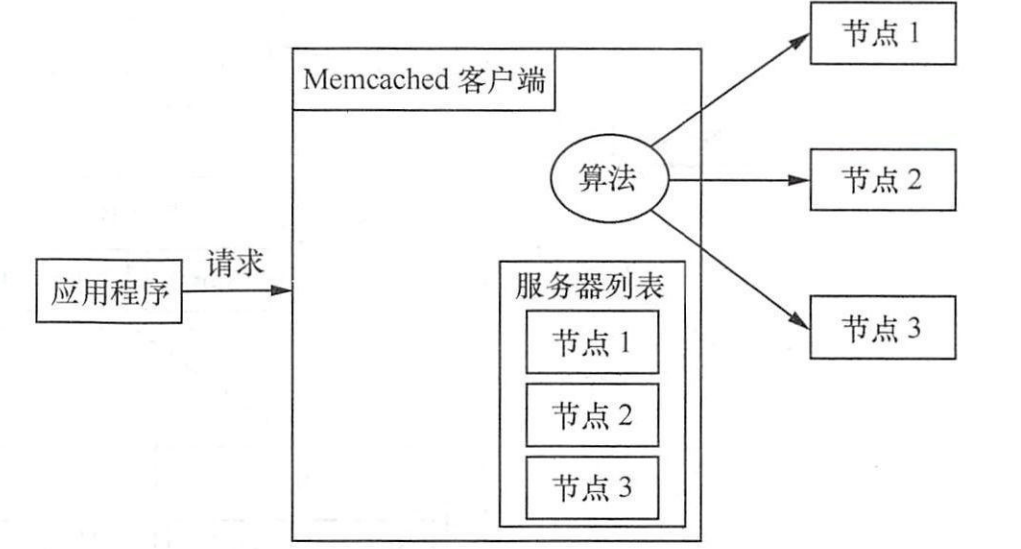 节点 1
Memcached 客户端
算法
节点 2
请求
应用程序
服务器列表
节点 1
节点 3
节点 2
节点 3